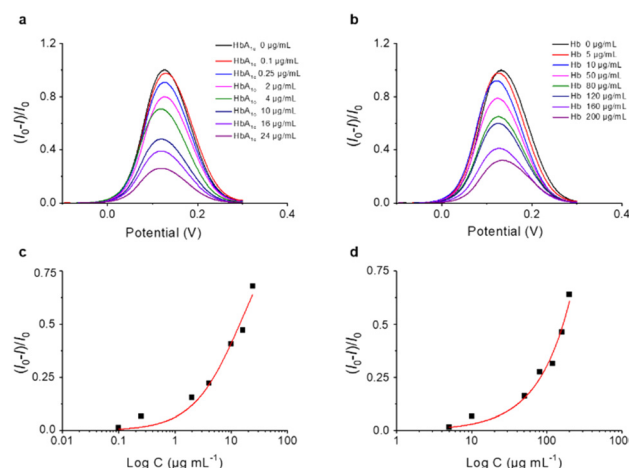 a
(I₀-I)/I₀
1.2
0.8
0.4
0.0
0.0
0.2
0.4
Potential (V)
HbA₁c 0 µg/mL
HbA₁c 0.1 µg/mL
HbA₁c 0.25 µg/mL
HbA₁c 2 µg/mL
HbA₁c 4 µg/mL
HbA₁c 10 µg/mL
HbA₁c 16 µg/mL
HbA₁c 24 µg/mL
b
(I₀-I)/I₀
1.2
0.8
0.4
0.0
0.0
0.2
0.4
Potential (V)
Hb 0 µg/mL
Hb 5 µg/mL
Hb 10 µg/mL
Hb 50 µg/mL
Hb 80 µg/mL
Hb 120 µg/mL
Hb 160 µg/mL
Hb 200 µg/mL
c
(I₀-I)/I₀
0.75
0.5
0.25
0
0.01
0.1
1
10
100
Log C (µg mL⁻¹)
d
(I₀-I)/I₀
0.75
0.5
0.25
0
1
10
100
1000
Log C (µg mL⁻¹)